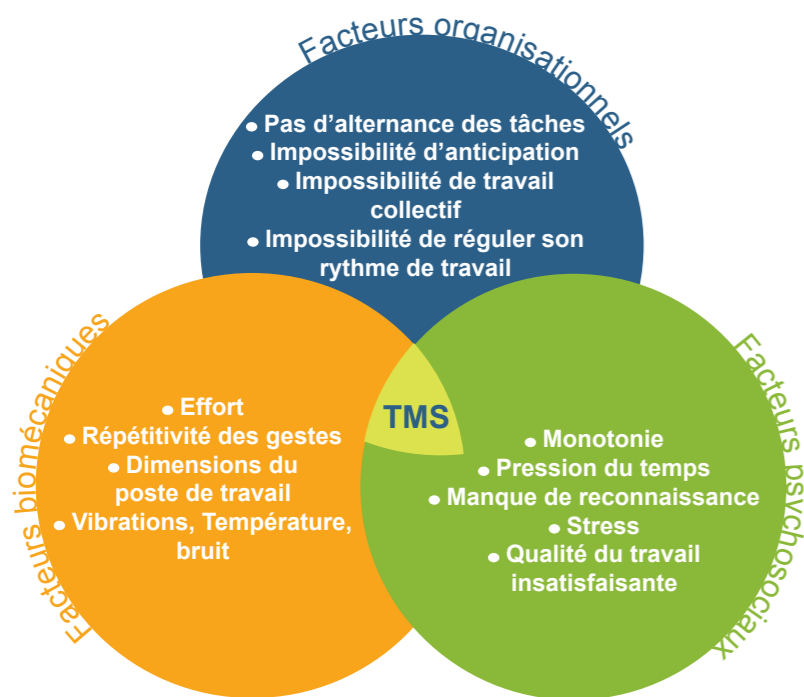 Facteurs organisationnels
● Pas d’alternance des tâches
● Impossibilité d’anticipation
● Impossibilité de travail
collectif
● Impossibilité de réguler son
rythme de travail
Facteurs biomécaniques
● Effort
● Répétitivité des gestes
● Dimensions du
poste de travail
● Vibrations, Température,
bruit
TMS
Facteurs psychosociaux
● Monotonie
● Pression du temps
● Manque de reconnaissance
● Stress
● Qualité du travail
insatisfaisante